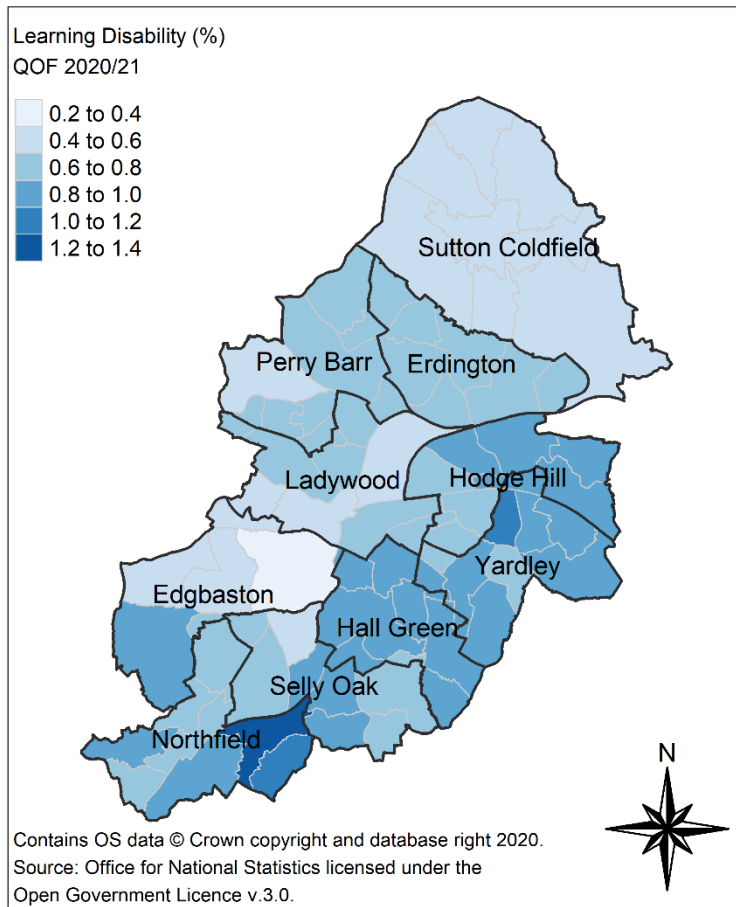 Learning Disability (%)
QOF 2020/21
0.2 to 0.4
0.4 to 0.6
0.6 to 0.8
0.8 to 1.0
1.0 to 1.2
1.2 to 1.4
Sutton Coldfield
Perry Barr
Erdington
Ladywood
Hodge Hill
Yardley
Edgbaston
Hall Green
Selly Oak
Northfield
N
Contains OS data © Crown copyright and database right 2020.
Source: Office for National Statistics licensed under the
Open Government Licence v.3.0.